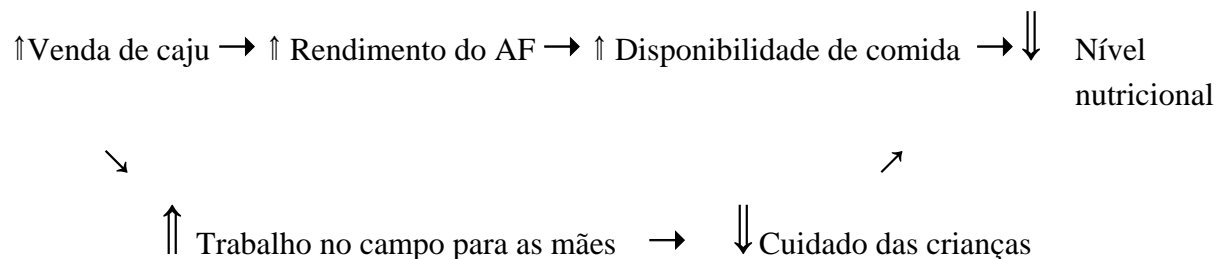 ⇑Venda de caju → ⇑ Rendimento do AF → ⇑ Disponibilidade de comida → ⇓ Nível
nutricional
↘ ↗
⇑ Trabalho no campo para as mães → ⇓ Cuidado das crianças